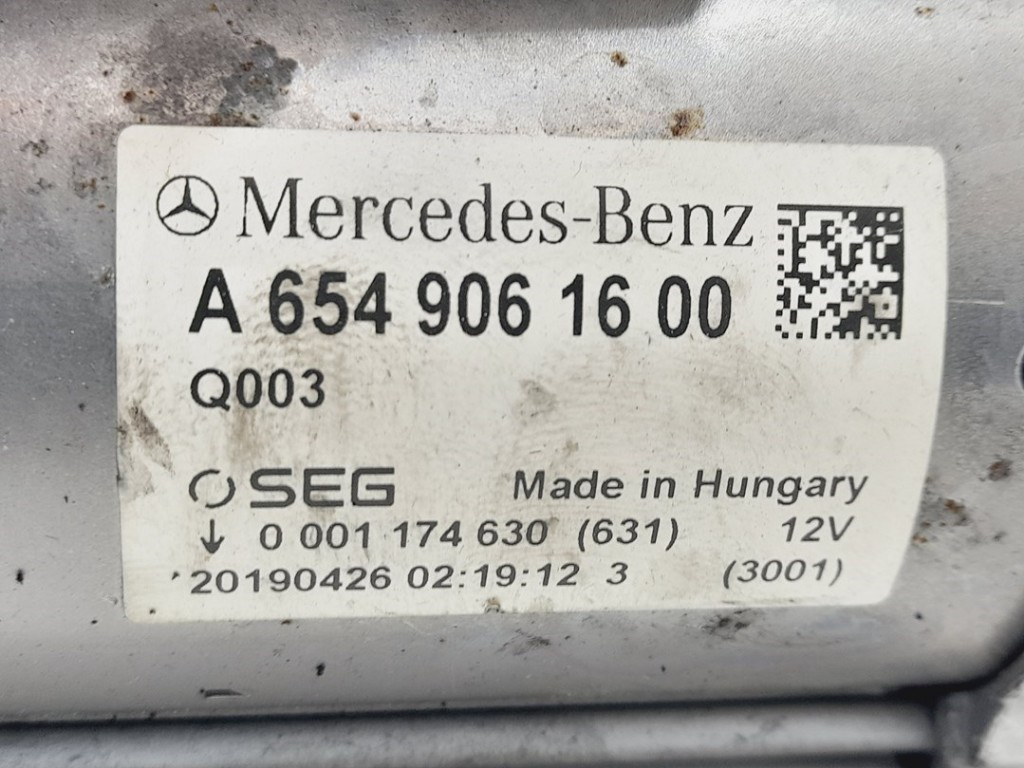 Mercedes-Benz
A 654 906 16 00
Q003
SEG Made in Hungary
0 001 174 630 (631) 12V
20190426 02:19:12 3 (3001)